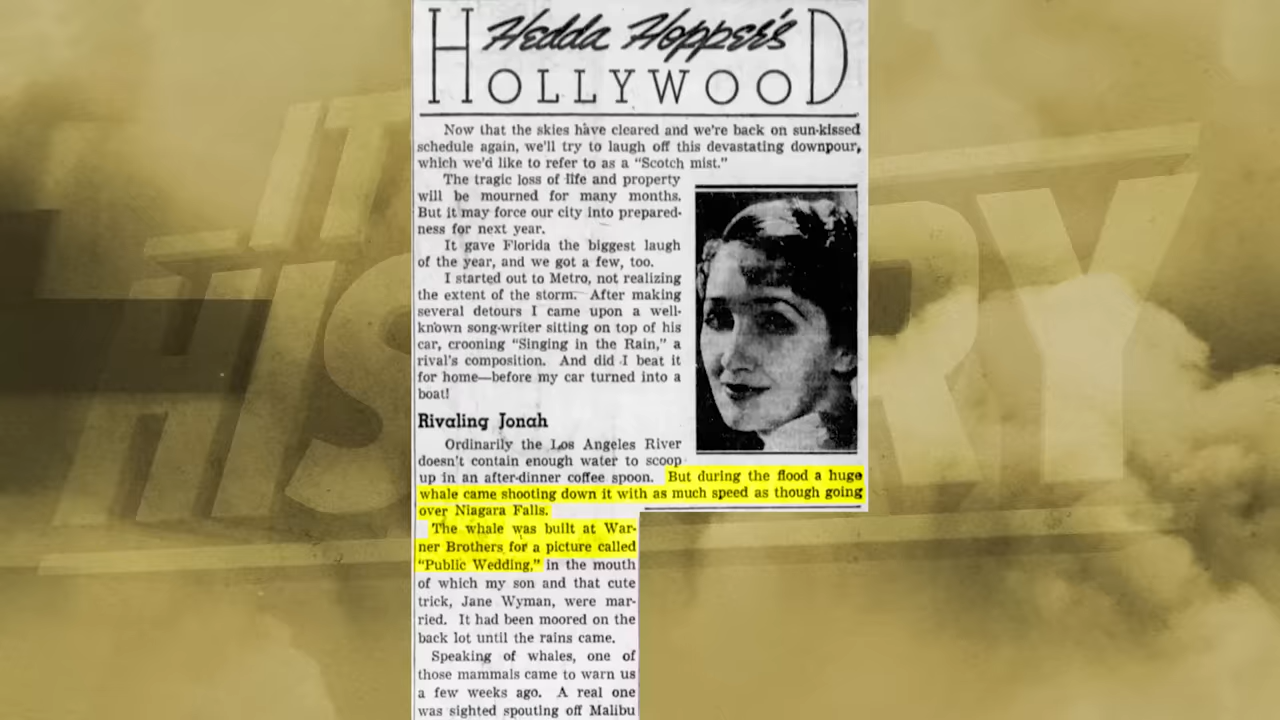 Hedda Hopper's
HOLLYWOOD
Now that the skies have cleared and we're back on sun-kissed
schedule again, we'll try to laugh off this devastating downpour,
which we'd like to refer to as a "Scotch mist."
The tragic loss of life and property
will be mourned for many months.
But it may force our city into prepared-
ness for next year.
It gave Florida the biggest laugh
of the year, and we got a few, too.
I started out to Metro, not realizing
the extent of the storm. After making
several detours I came upon a well-
known song-writer sitting on top of his
car, crooning "Singing in the Rain," a
rival's composition. And did I beat it
for home—before my car turned into a
boat!
Rivaling Jonah
Ordinarily the Los Angeles River
doesn't contain enough water to scoop
up in an after-dinner coffee spoon. But during the flood a huge
whale came shooting down it with as much speed as though going
over Niagara Falls.
The whale was built at War-
ner Brothers for a picture called
"Public Wedding," in the mouth
of which my son and that cute
trick, Jane Wyman, were mar-
ried. It had been moored on the
back lot until the rains came.
Speaking of whales, one of
those mammals came to warn us
a few weeks ago. A real one
was sighted spouting off Malibu
IT
HIS
RY